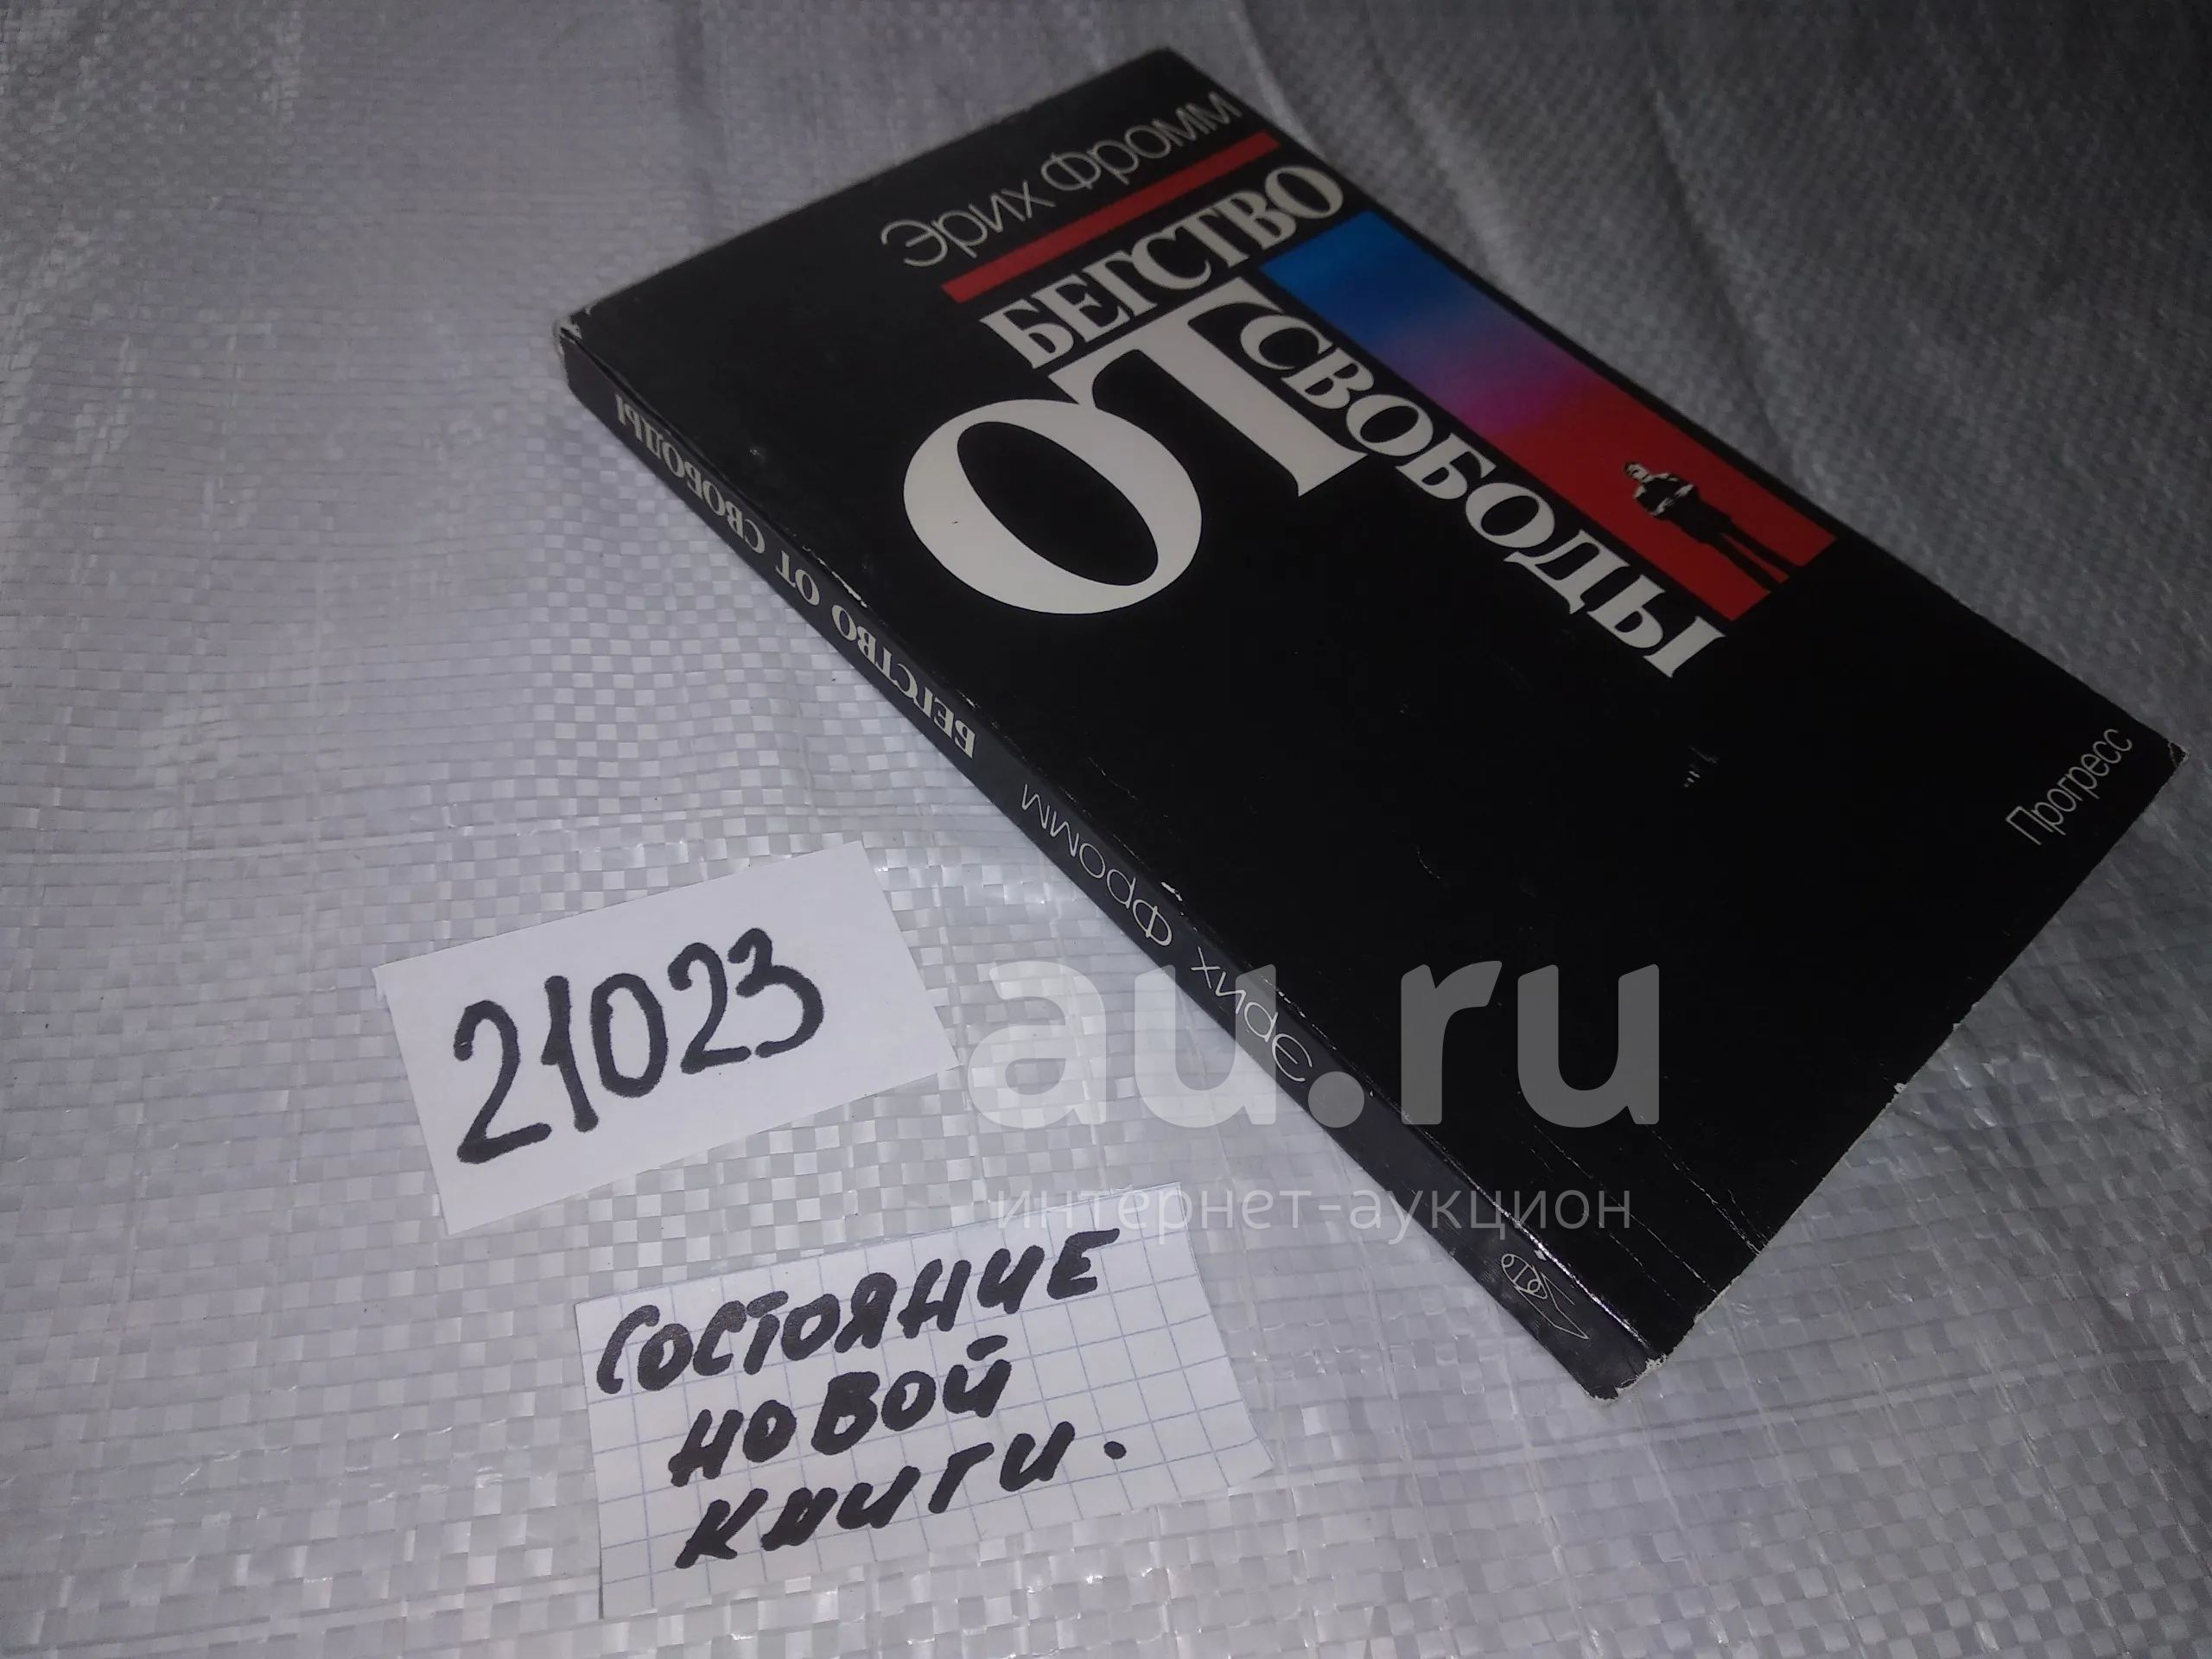 Эрих Фромм
БЕГСТВО
ОТ
СВОБОДЫ
Прогресс
БЕГСТВО ОТ СВОБОДЫ
Эрих Фромм
21023
au.ru
интернет-аукцион
СОСТОЯНИЕ
НОВОЙ
КНИГИ.